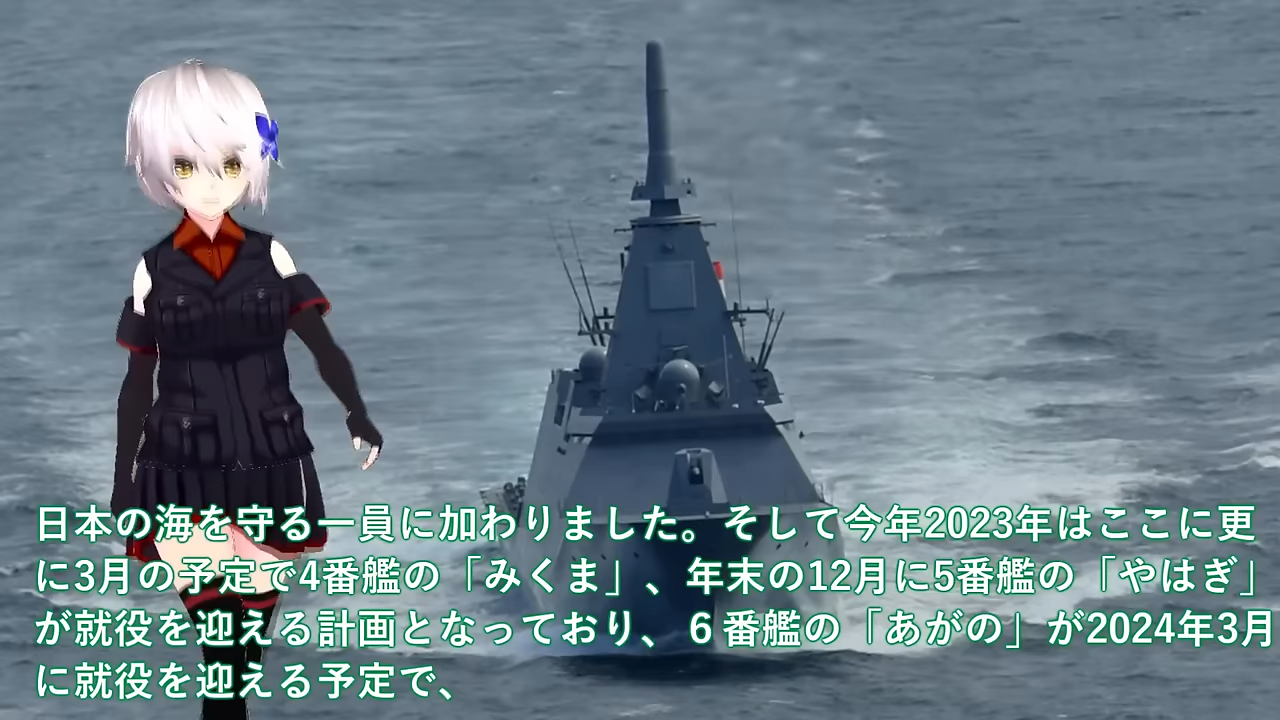 日本の海を守る一員に加わりました。そして今年2023年はここに更
に3月の予定で4番艦の「みくま」、年末の12月に5番艦の「やはぎ」
が就役を迎える計画となっており、６番艦の「あがの」が2024年3月
に就役を迎える予定で、